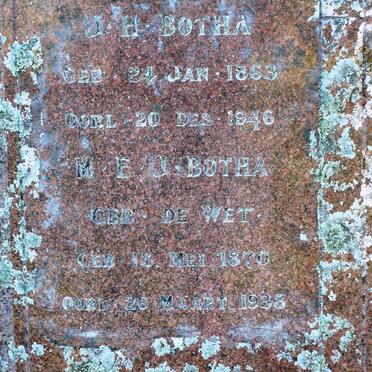 J. H. BOTHA
GEB. 24 JAN. 1863
OORL. 20 DES. 1946
M. E. J. BOTHA
GEB. DE WET.
GEB. 18 MEI 1870
OORL. 26 MAART. 1923